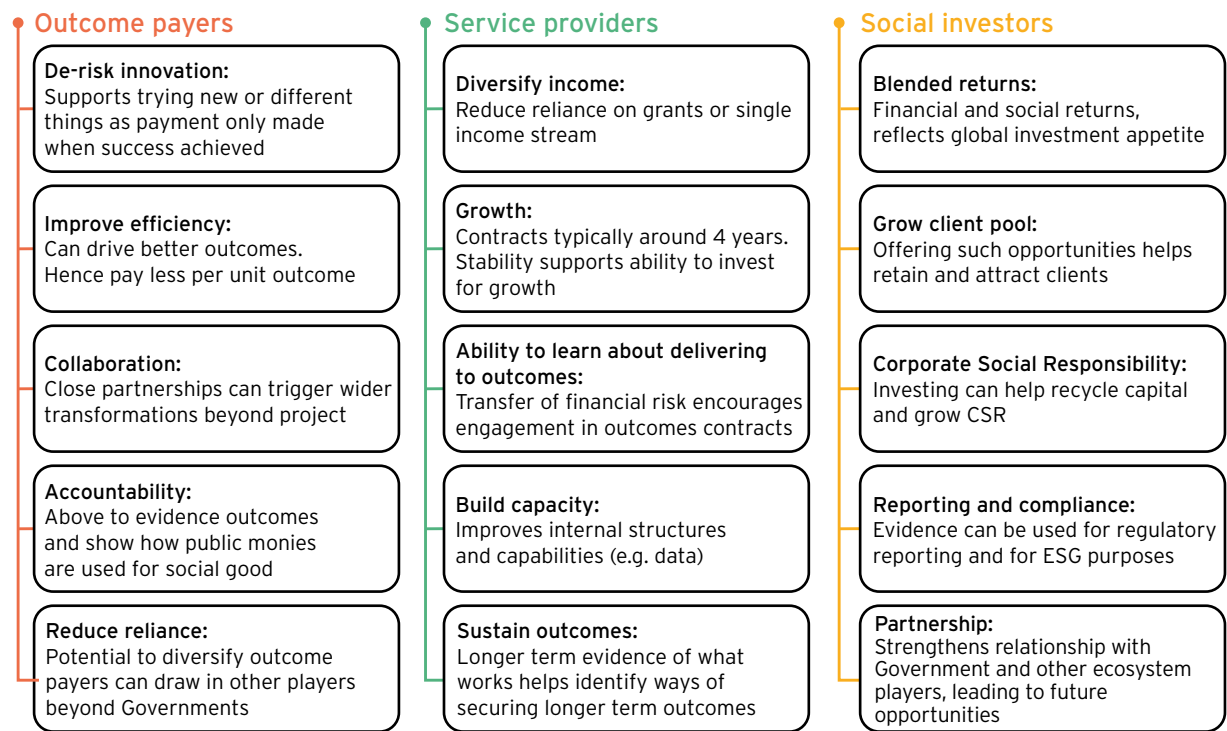 Outcome payers
De-risk innovation:
Supports trying new or different
things as payment only made
when success achieved
Improve efficiency:
Can drive better outcomes.
Hence pay less per unit outcome
Collaboration:
Close partnerships can trigger wider
transformations beyond project
Accountability:
Above to evidence outcomes
and show how public monies
are used for social good
Reduce reliance:
Potential to diversify outcome
payers can draw in other players
beyond Governments
Service providers
Diversify income:
Reduce reliance on grants or single
income stream
Growth:
Contracts typically around 4 years.
Stability supports ability to invest
for growth
Ability to learn about delivering
to outcomes:
Transfer of financial risk encourages
engagement in outcomes contracts
Build capacity:
Improves internal structures
and capabilities (e.g. data)
Sustain outcomes:
Longer term evidence of what
works helps identify ways of
securing longer term outcomes
Social investors
Blended returns:
Financial and social returns,
reflects global investment appetite
Grow client pool:
Offering such opportunities helps
retain and attract clients
Corporate Social Responsibility:
Investing can help recycle capital
and grow CSR
Reporting and compliance:
Evidence can be used for regulatory
reporting and for ESG purposes
Partnership:
Strengthens relationship with
Government and other ecosystem
players, leading to future
opportunities